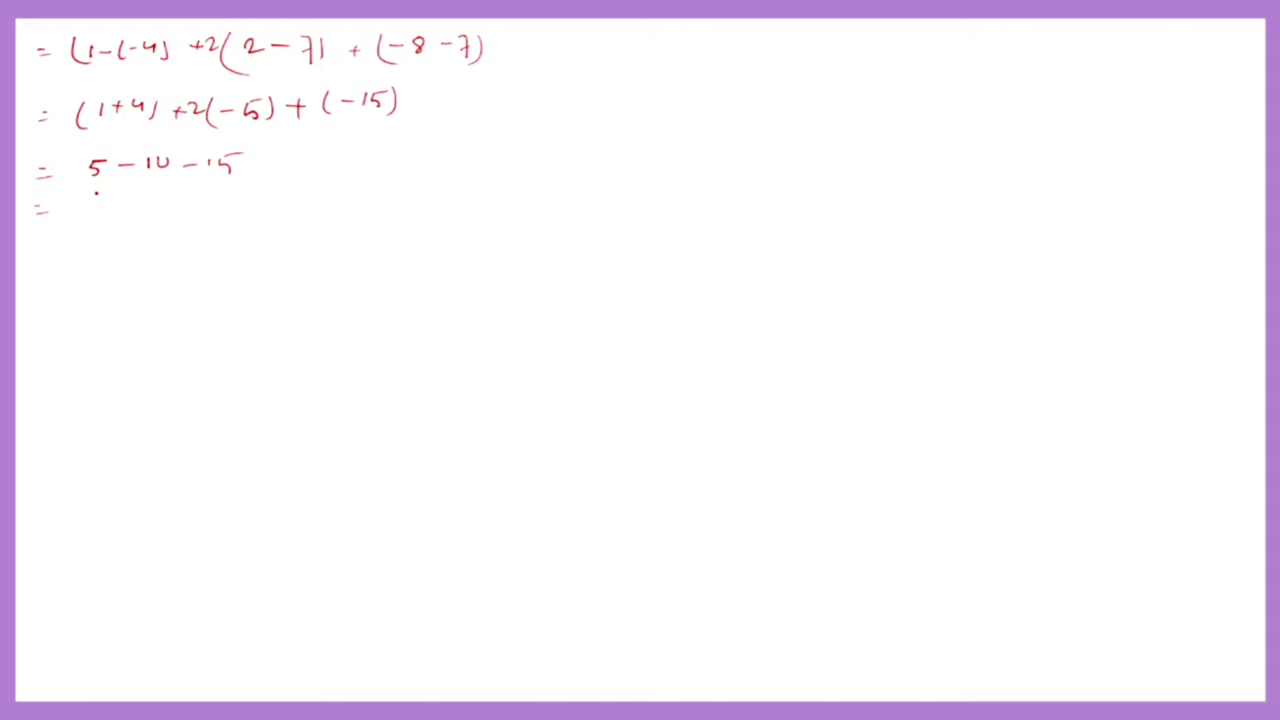 = (1-(-4) +2(2-7) + (-8-7)
= (1+4) +2(-5) + (-15)
= 5-10-15
=